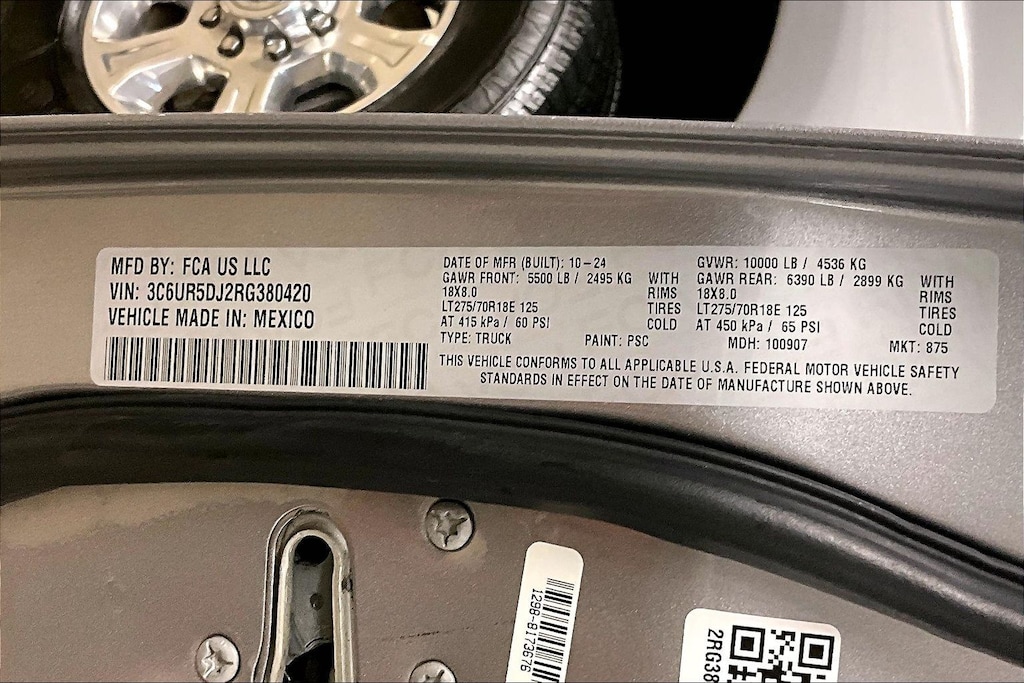 MFD BY: FCA US LLC
VIN: 3C6UR5DJ2RG380420
VEHICLE MADE IN: MEXICO
DATE OF MFR (BUILT): 10-24
GAWR FRONT: 5500 LB / 2495 KG WITH
18X8.0 RIMS
LT275/70R18E 125 TIRES
AT 415 kPa / 60 PSI COLD
TYPE: TRUCK PAINT: PSC
GVWR: 10000 LB / 4536 KG
GAWR REAR: 6390 LB / 2899 KG WITH
18X8.0 RIMS
LT275/70R18E 125 TIRES
AT 450 kPa / 65 PSI COLD
MDH: 100907 MKT: 875
THIS VEHICLE CONFORMS TO ALL APPLICABLE U.S.A. FEDERAL MOTOR VEHICLE SAFETY
STANDARDS IN EFFECT ON THE DATE OF MANUFACTURE SHOWN ABOVE.
1298-8173676
2RG38